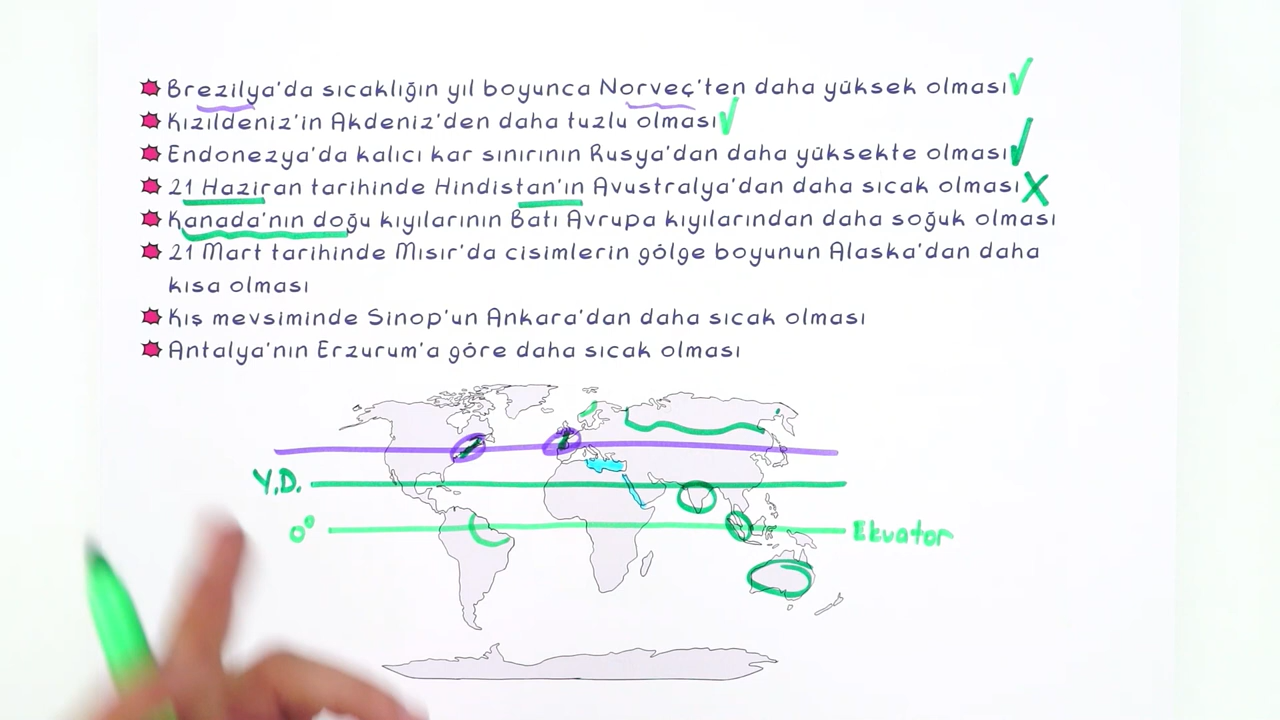 Brezilya'da sıcaklığın yıl boyunca Norveç'ten daha yüksek olması ✓
Kızıldeniz'in Akdeniz'den daha tuzlu olması ✓
Endonezya'da kalıcı kar sınırının Rusya'dan daha yüksekte olması ✓
21 Haziran tarihinde Hindistan'ın Avustralya'dan daha sıcak olması X
Kanada'nın doğu kıyılarının Batı Avrupa kıyılarından daha soğuk olması
21 Mart tarihinde Mısır'da cisimlerin gölge boyunun Alaska'dan daha
kısa olması
Kış mevsiminde Sinop'un Ankara'dan daha sıcak olması
Antalya'nın Erzurum'a göre daha sıcak olması
Y.D.
0° Ekvator